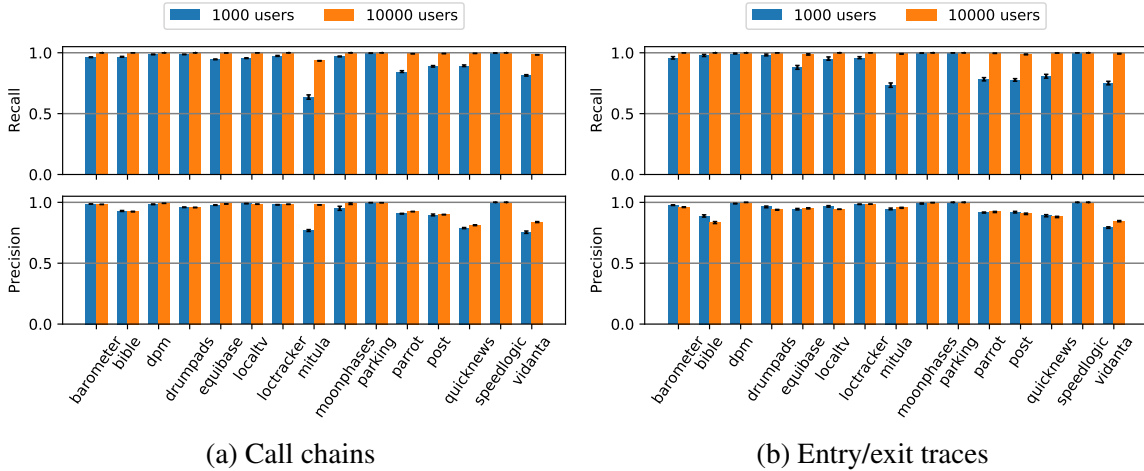 1000 users 10000 users
1.0
0.5
0.0
Recall
1.0
0.5
0.0
Precision
barometer
bible
dpm
drumpads
equibase
localtv
loctracker
mitula
moonphases
parking
parrot
post
quicknews
speedlogic
vidanta
(a) Call chains
1000 users 10000 users
1.0
0.5
0.0
Recall
1.0
0.5
0.0
Precision
barometer
bible
dpm
drumpads
equibase
localtv
loctracker
mitula
moonphases
parking
parrot
post
quicknews
speedlogic
vidanta
(b) Entry/exit traces